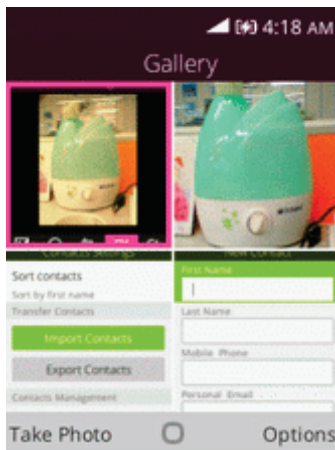 4:18 AM
Gallery
Contacts Settings
Sort contacts
Sort by first name
Transfer Contacts
Import Contacts
Export Contacts
Contacts Management
New Contact
First Name
Last Name
Mobile Phone
Personal Email
Take Photo
Options